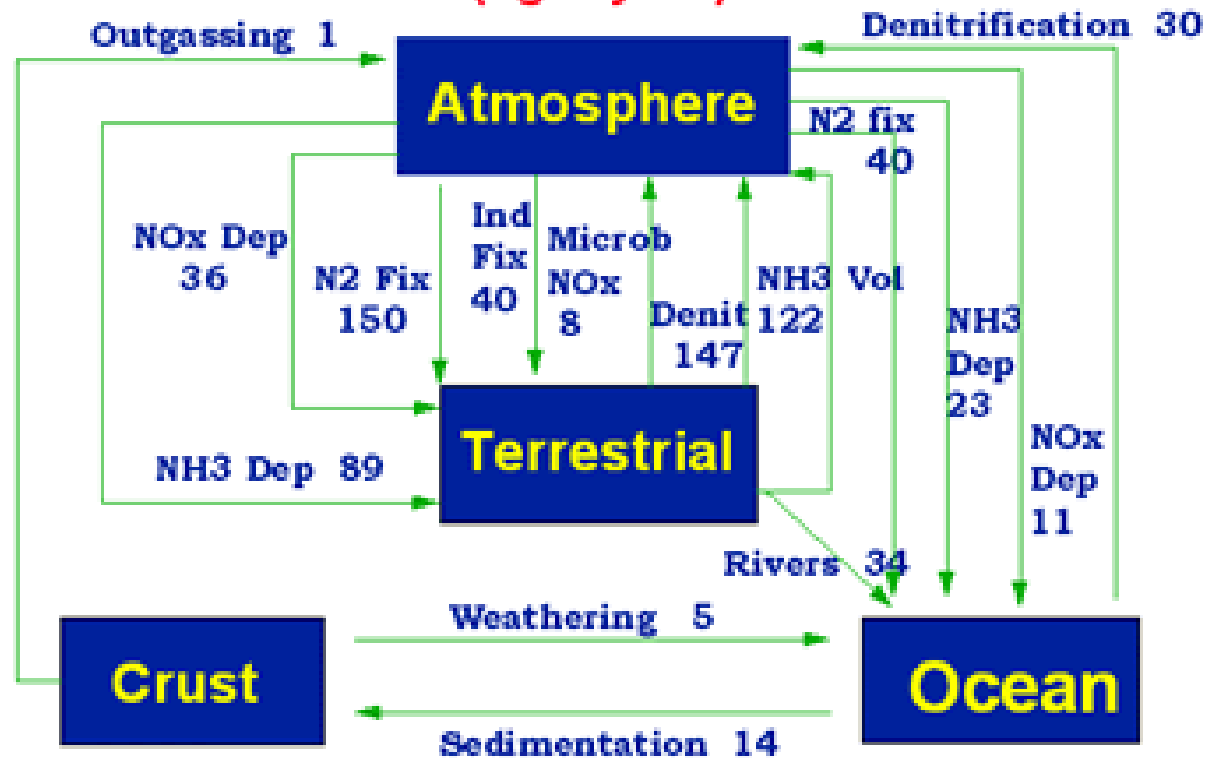 Outgassing 1
Denitrification 30
Atmosphere
N2 fix
40
NOx Dep
36
N2 Fix
150
Ind
Fix
40
Microb
NOx
8
Denit
147
NH3 Vol
122
NH3
Dep
23
NOx
Dep
11
Terrestrial
NH3 Dep 89
Rivers 34
Weathering 5
Crust
Ocean
Sedimentation 14